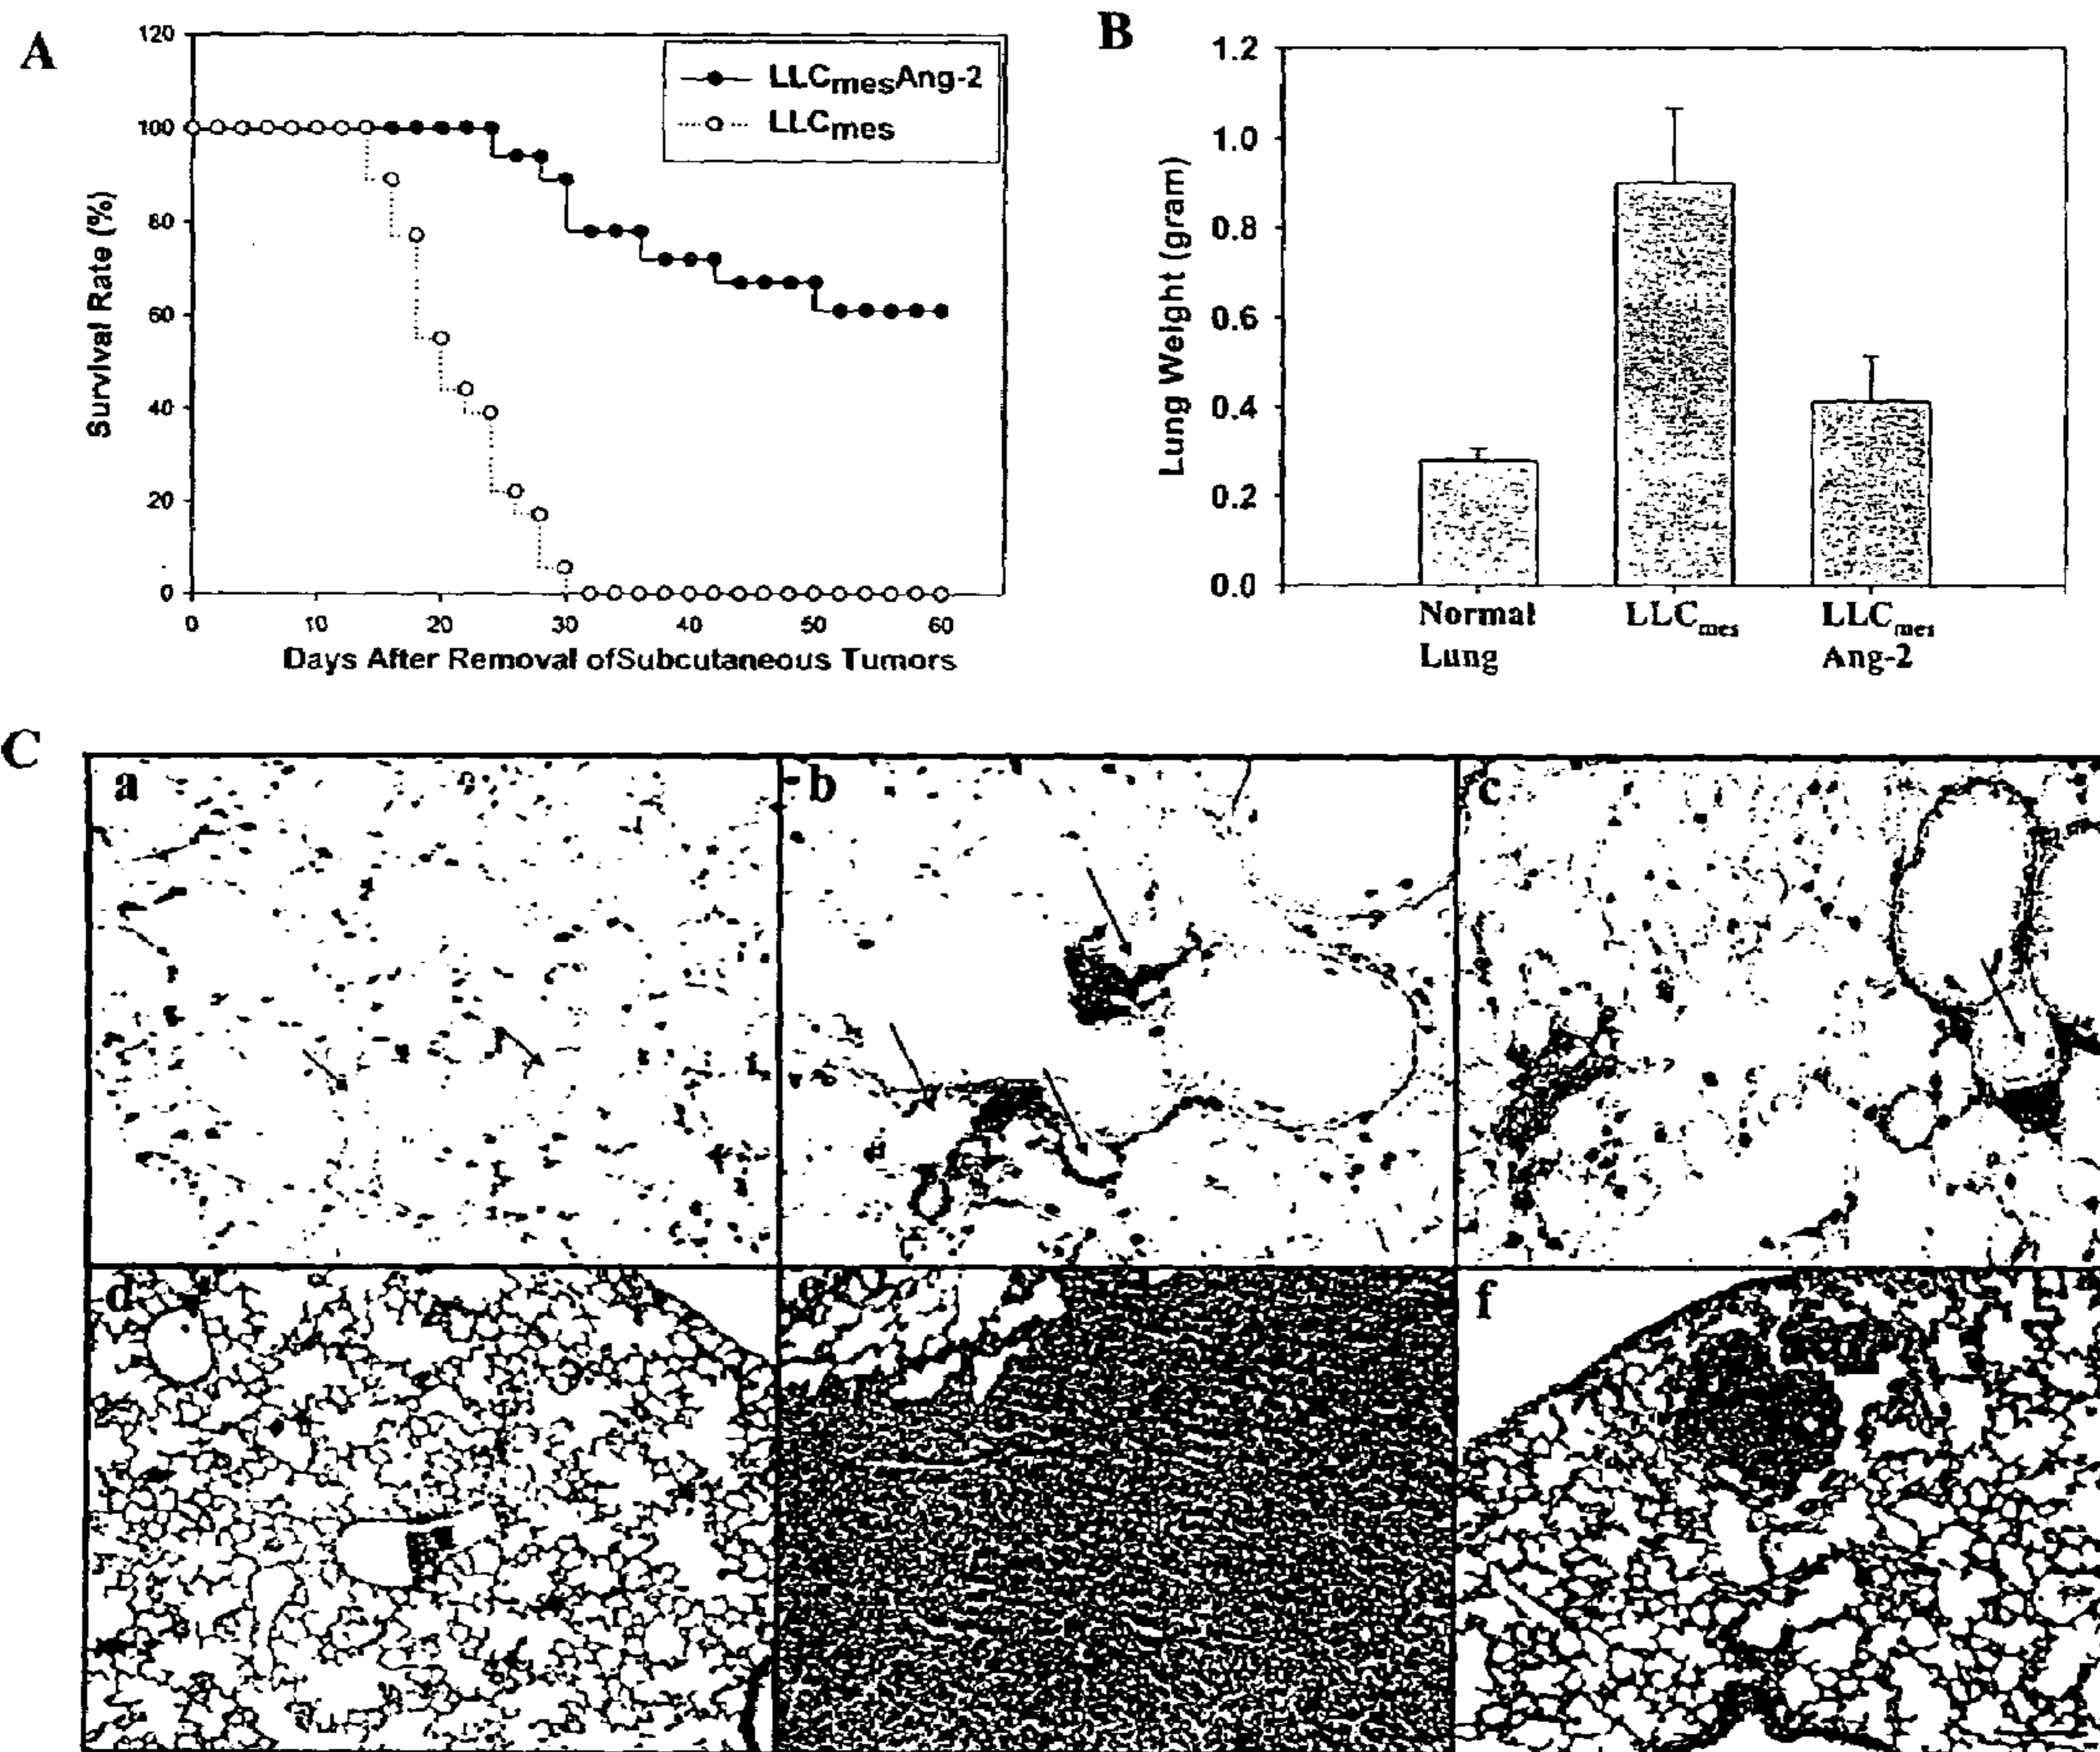 A
120
100
80
60
40
20
0
Survival Rate (%)
LLCmesAng-2
LLCmes
0 10 20 30 40 50 60
Days After Removal ofSubcutaneous Tumors
B
1.2
1.0
0.8
0.6
0.4
0.2
0.0
Lung Weight (gram)
Normal Lung
LLCmes
LLCmes Ang-2
C
a
b
c
d
e
f